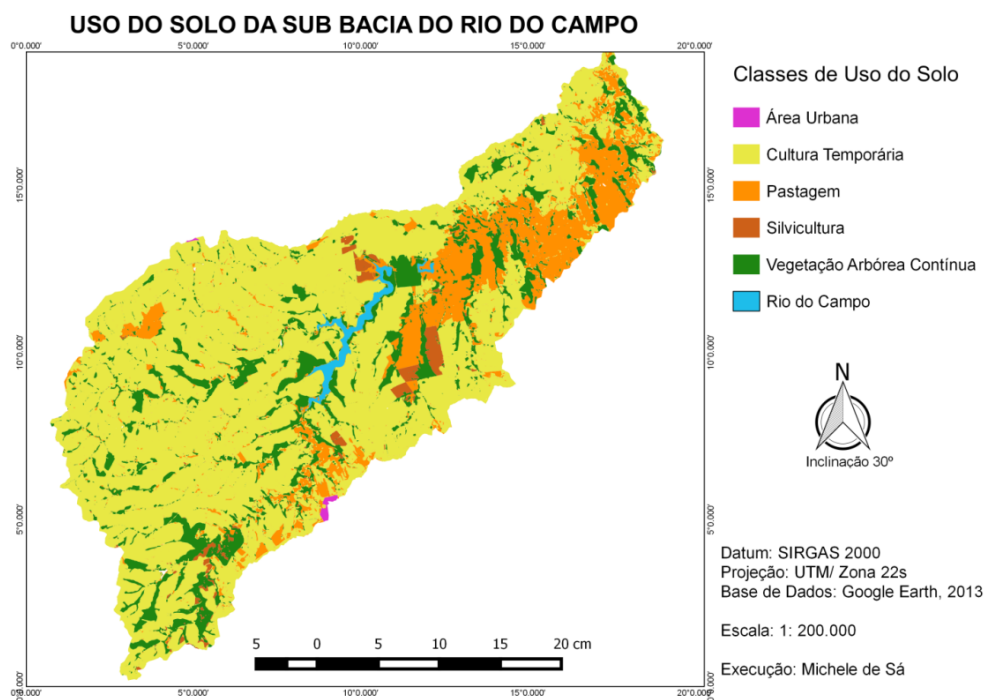 USO DO SOLO DA SUB BACIA DO RIO DO CAMPO
0°0.000' 5°0.000' 10°0.000' 15°0.000' 20°0.000'
15°0.000'
10°0.000'
5°0.000'
15°0.000'
10°0.000'
5°0.000'
0°0.000' 5°0.000' 10°0.000' 15°0.000' 20°0.000'
5 0 5 10 15 20 cm
Classes de Uso do Solo
Área Urbana
Cultura Temporária
Pastagem
Silvicultura
Vegetação Arbórea Contínua
Rio do Campo
N
Inclinação 30º
Datum: SIRGAS 2000
Projeção: UTM/ Zona 22s
Base de Dados: Google Earth, 2013
Escala: 1: 200.000
Execução: Michele de Sá